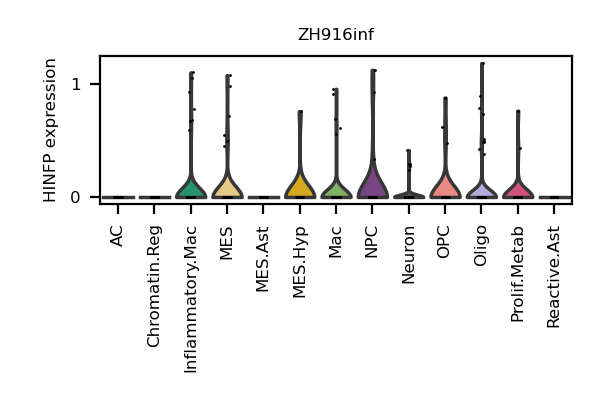 ZH916inf
HINFP expression
1
0
AC
Chromatin.Reg
Inflammatory.Mac
MES
MES.Ast
MES.Hyp
Mac
NPC
Neuron
OPC
Oligo
Prolif.Metab
Reactive.Ast